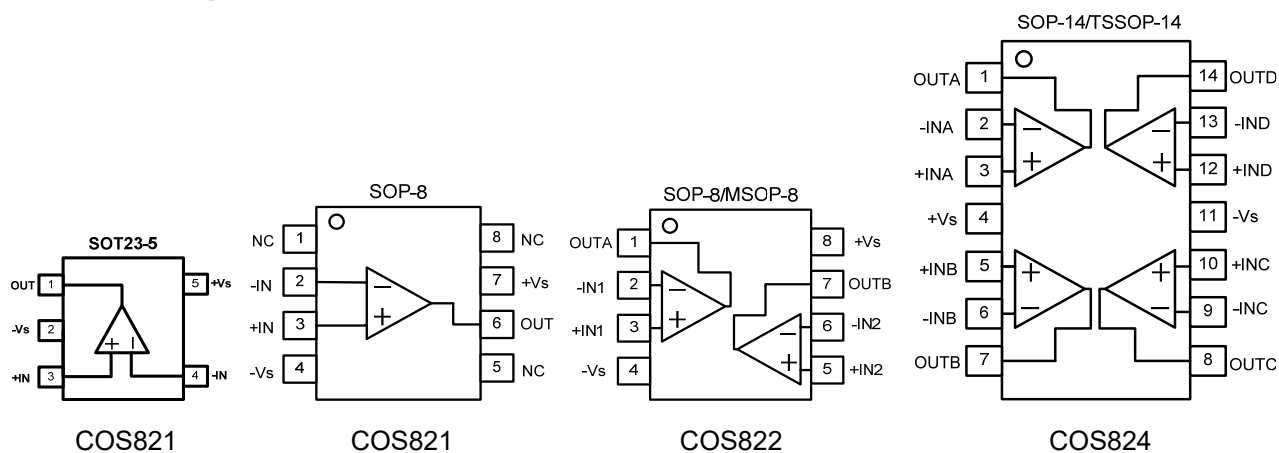 SOT23-5
OUT 1 5 +Vs
-Vs 2
+IN 3 4 -IN
COS821
SOP-8
NC 1 8 NC
-IN 2 7 +Vs
+IN 3 6 OUT
-Vs 4 5 NC
COS821
SOP-8/MSOP-8
OUTA 1 8 +Vs
-IN1 2 7 OUTB
+IN1 3 6 -IN2
-Vs 4 5 +IN2
COS822
SOP-14/TSSOP-14
OUTA 1 14 OUTD
-INA 2 13 -IND
+INA 3 12 +IND
+Vs 4 11 -Vs
+INB 5 10 +INC
-INB 6 9 -INC
OUTB 7 8 OUTC
COS824